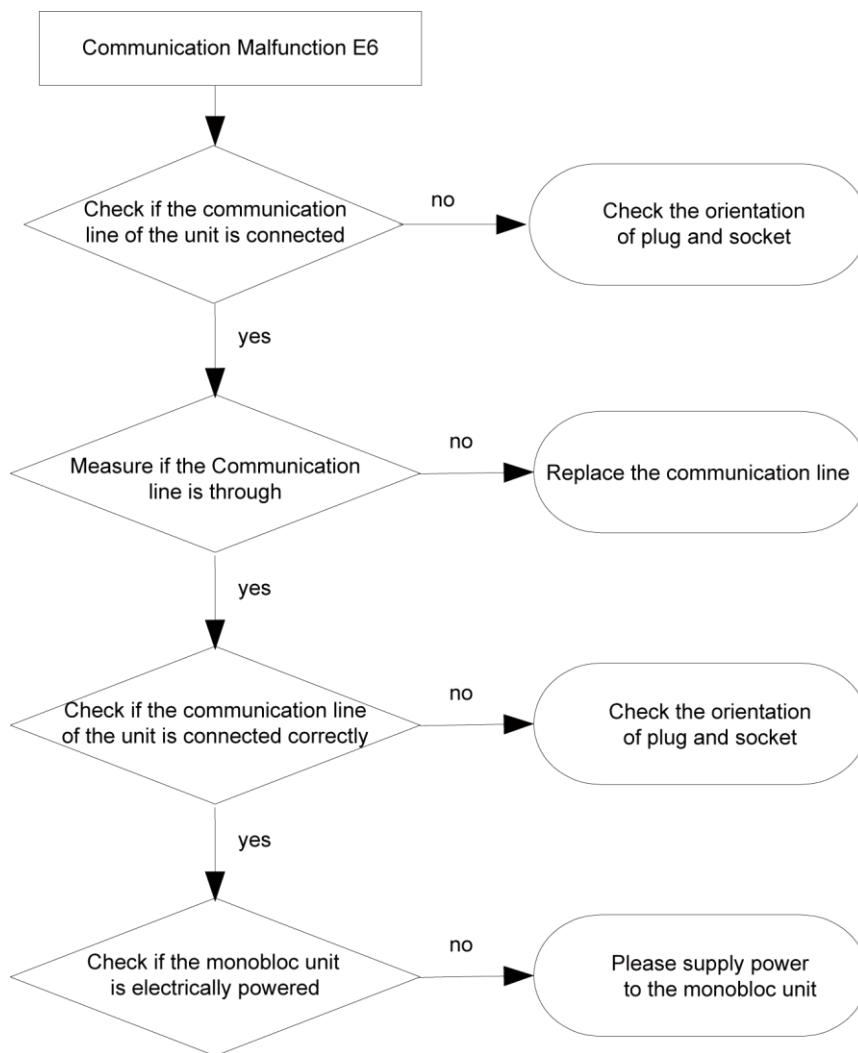 Communication Malfunction E6
Check if the communication
line of the unit is connected
no
Check the orientation
of plug and socket
yes
Measure if the Communication
line is through
no
Replace the communication line
yes
Check if the communication line
of the unit is connected correctly
no
Check the orientation
of plug and socket
yes
Check if the monobloc unit
is electrically powered
no
Please supply power
to the monobloc unit